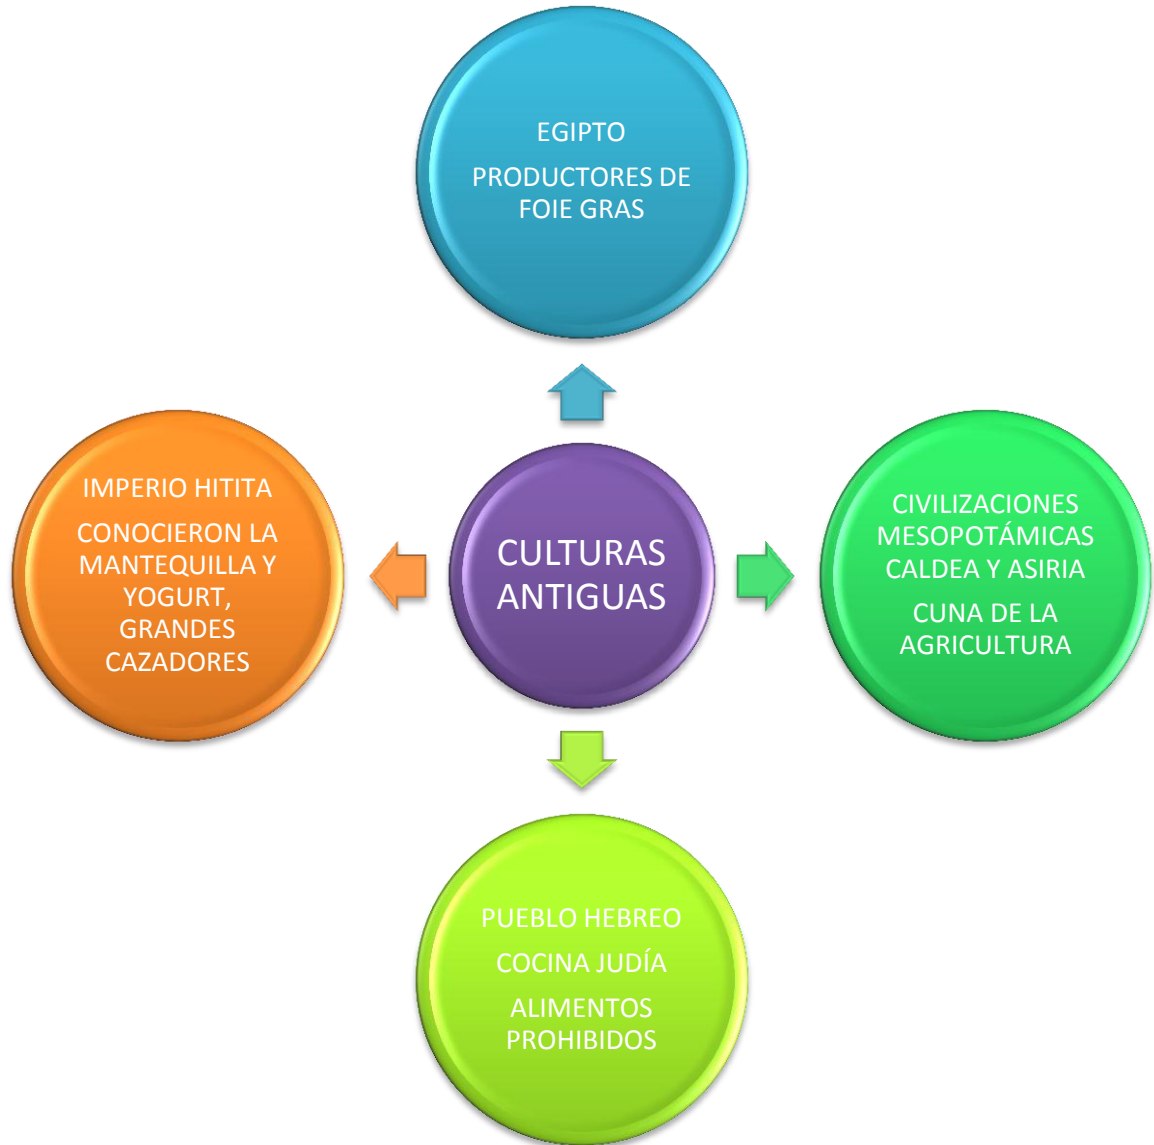 EGIPTO
PRODUCTORES DE
FOIE GRAS
IMPERIO HITITA
CONOCIERON LA
MANTEQUILLA Y
YOGURT,
GRANDES
CAZADORES
CULTURAS
ANTIGUAS
CIVILIZACIONES
MESOPOTÁMICAS
CALDEA Y ASIRIA
CUNA DE LA
AGRICULTURA
PUEBLO HEBREO
COCINA JUDÍA
ALIMENTOS
PROHIBIDOS